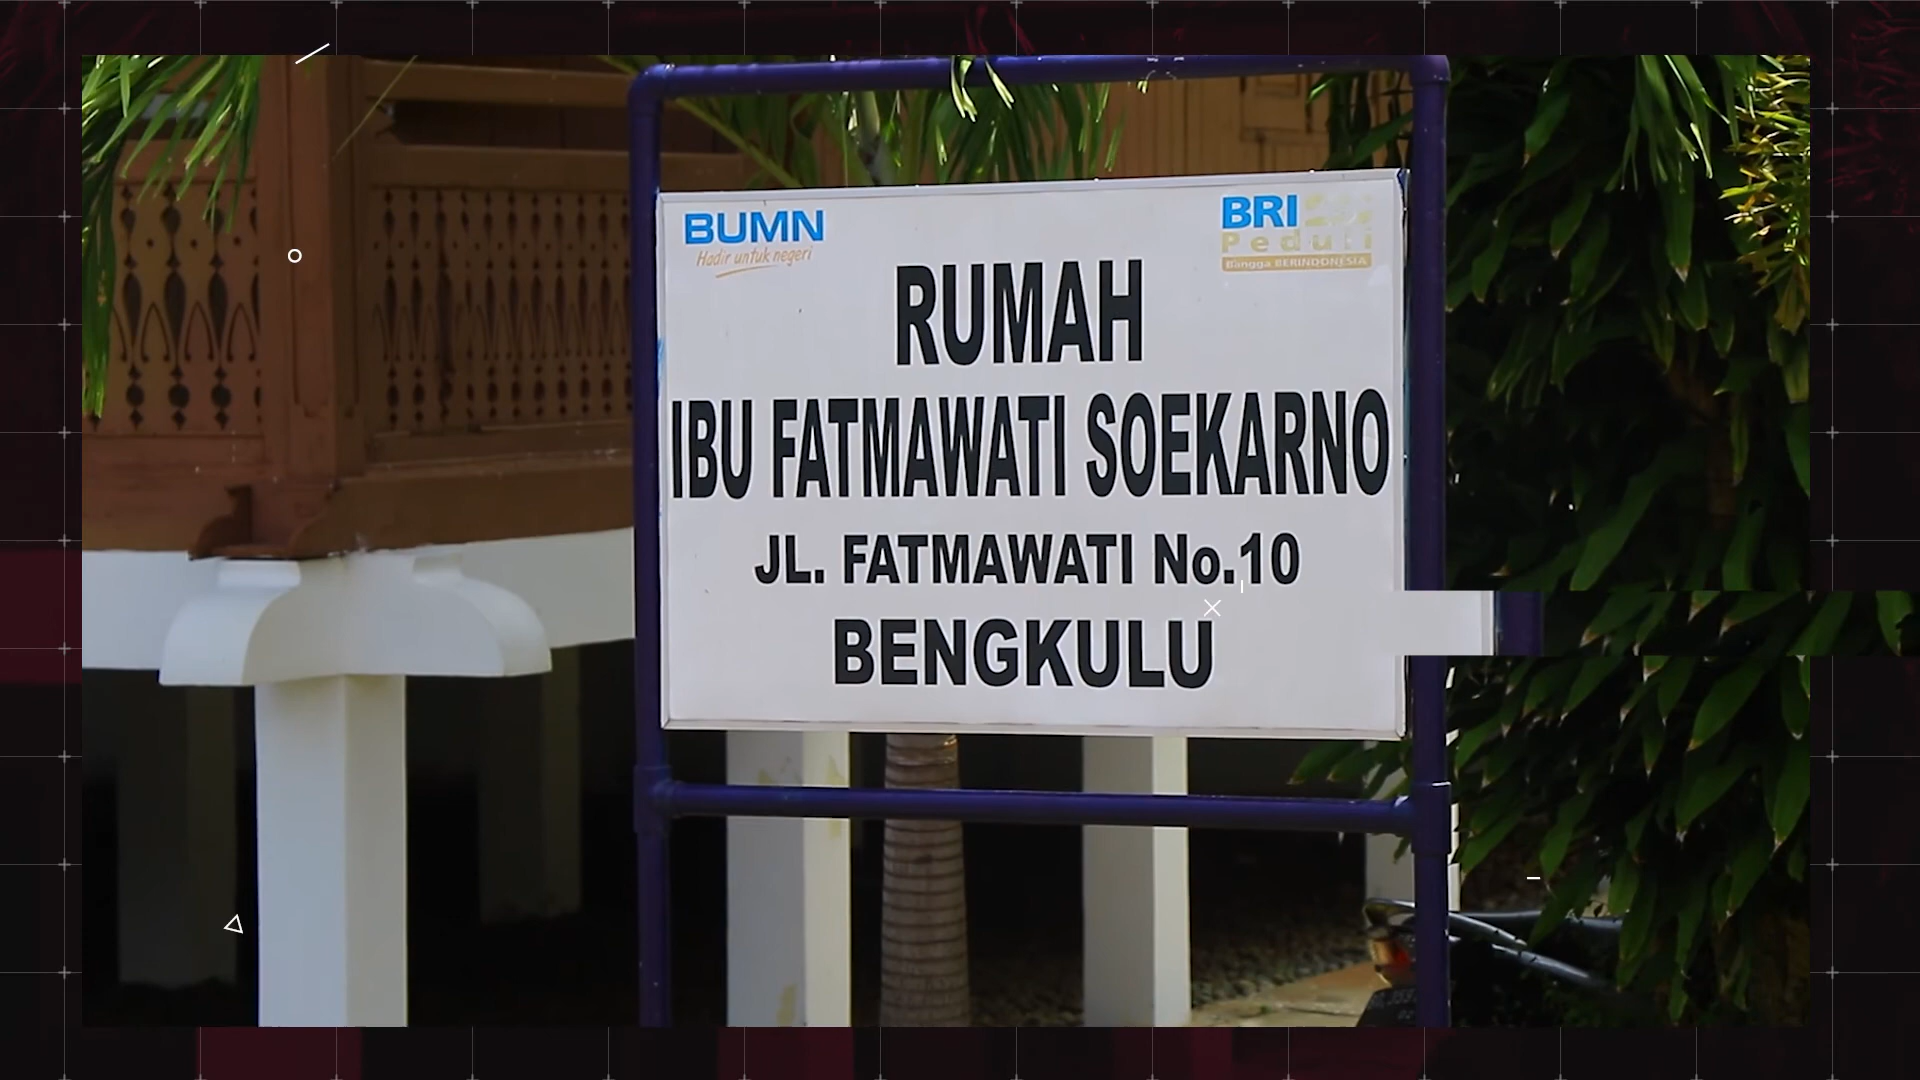 BUMN
Hadir untuk negeri
BRI
Peduli
Bangga BERINDONESIA
RUMAH
IBU FATMAWATI SOEKARNO
JL. FATMAWATI No.10
BENGKULU